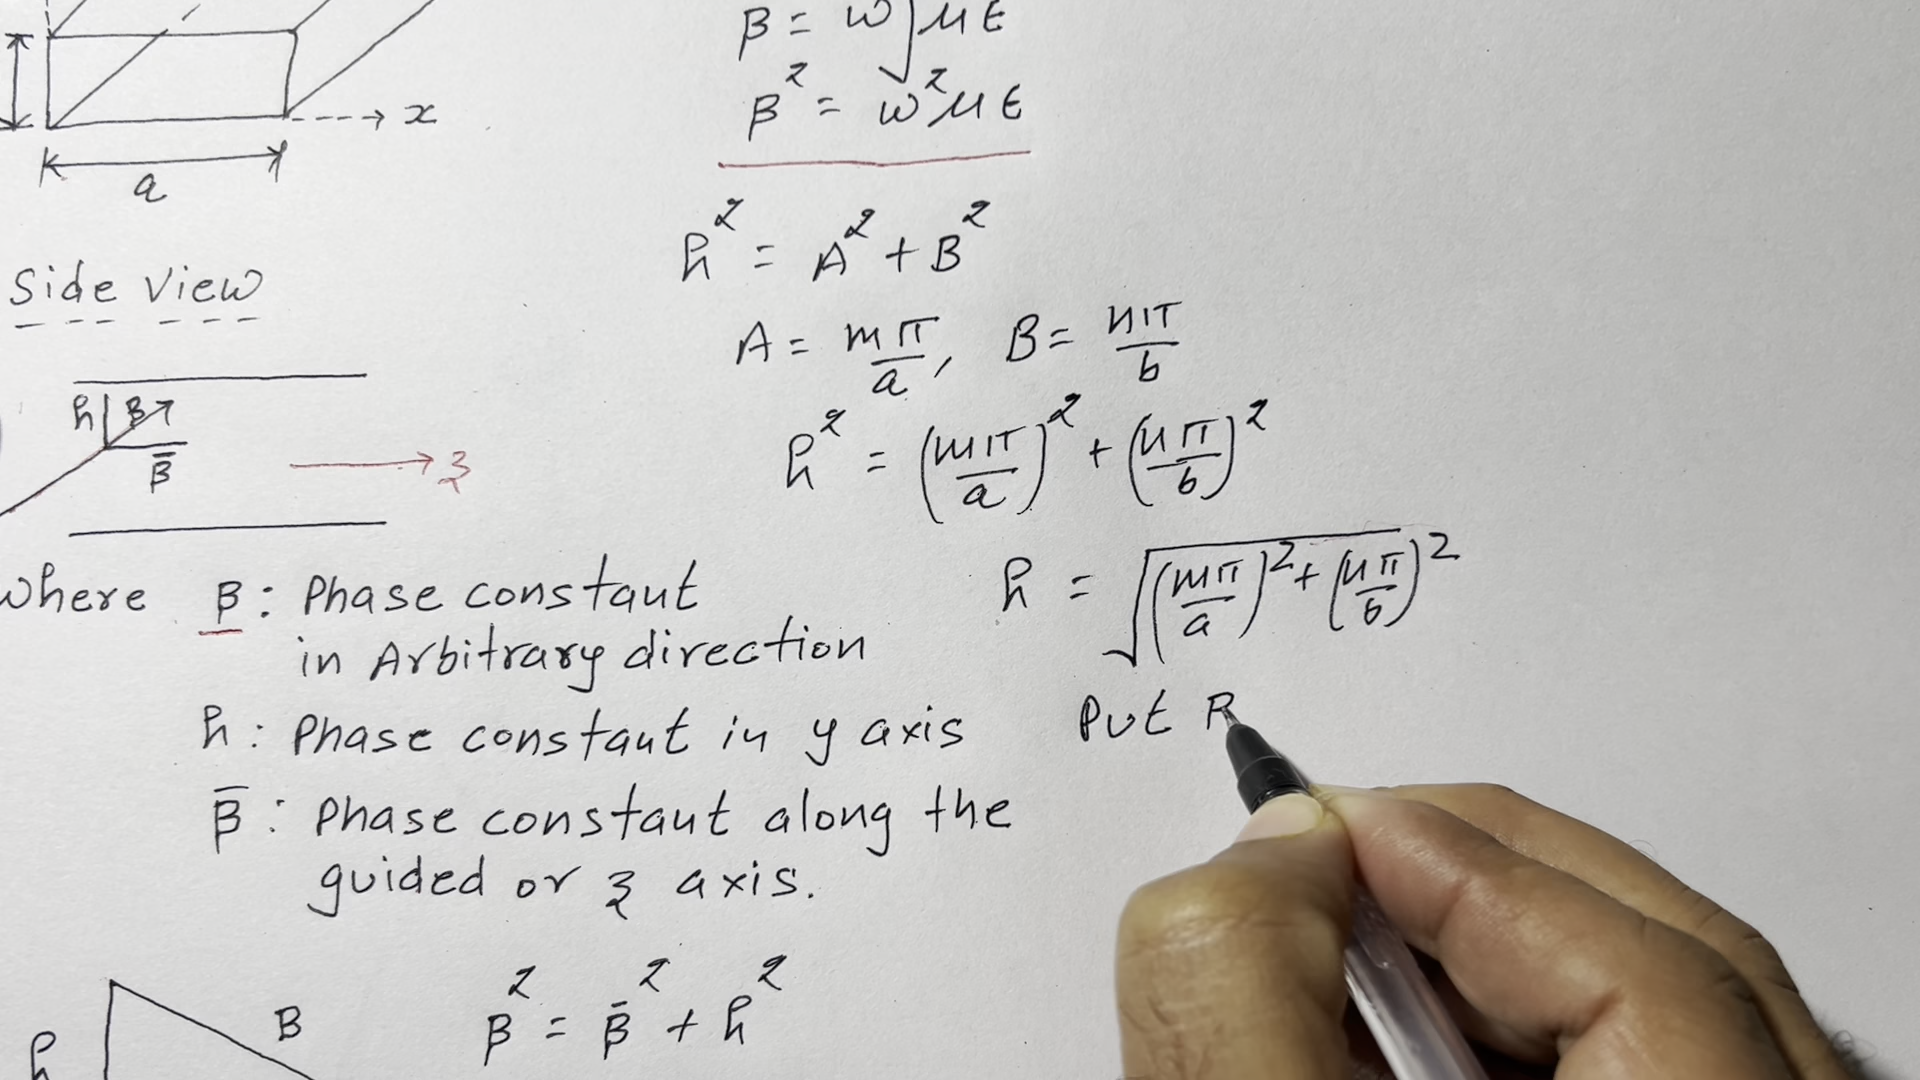 x
a
Side View
h β
β̄
z
Where β : Phase constant
in Arbitrary direction
h : Phase constant in y axis
β̄ : Phase constant along the
guided or z axis.
h
β
β² = β̄² + h²
β = ω√με
β² = ω²με
h² = A² + B²
A = mπ/a, B = nπ/b
h² = (mπ/a)² + (nπ/b)²
h = √(mπ/a)² + (nπ/b)²
Put